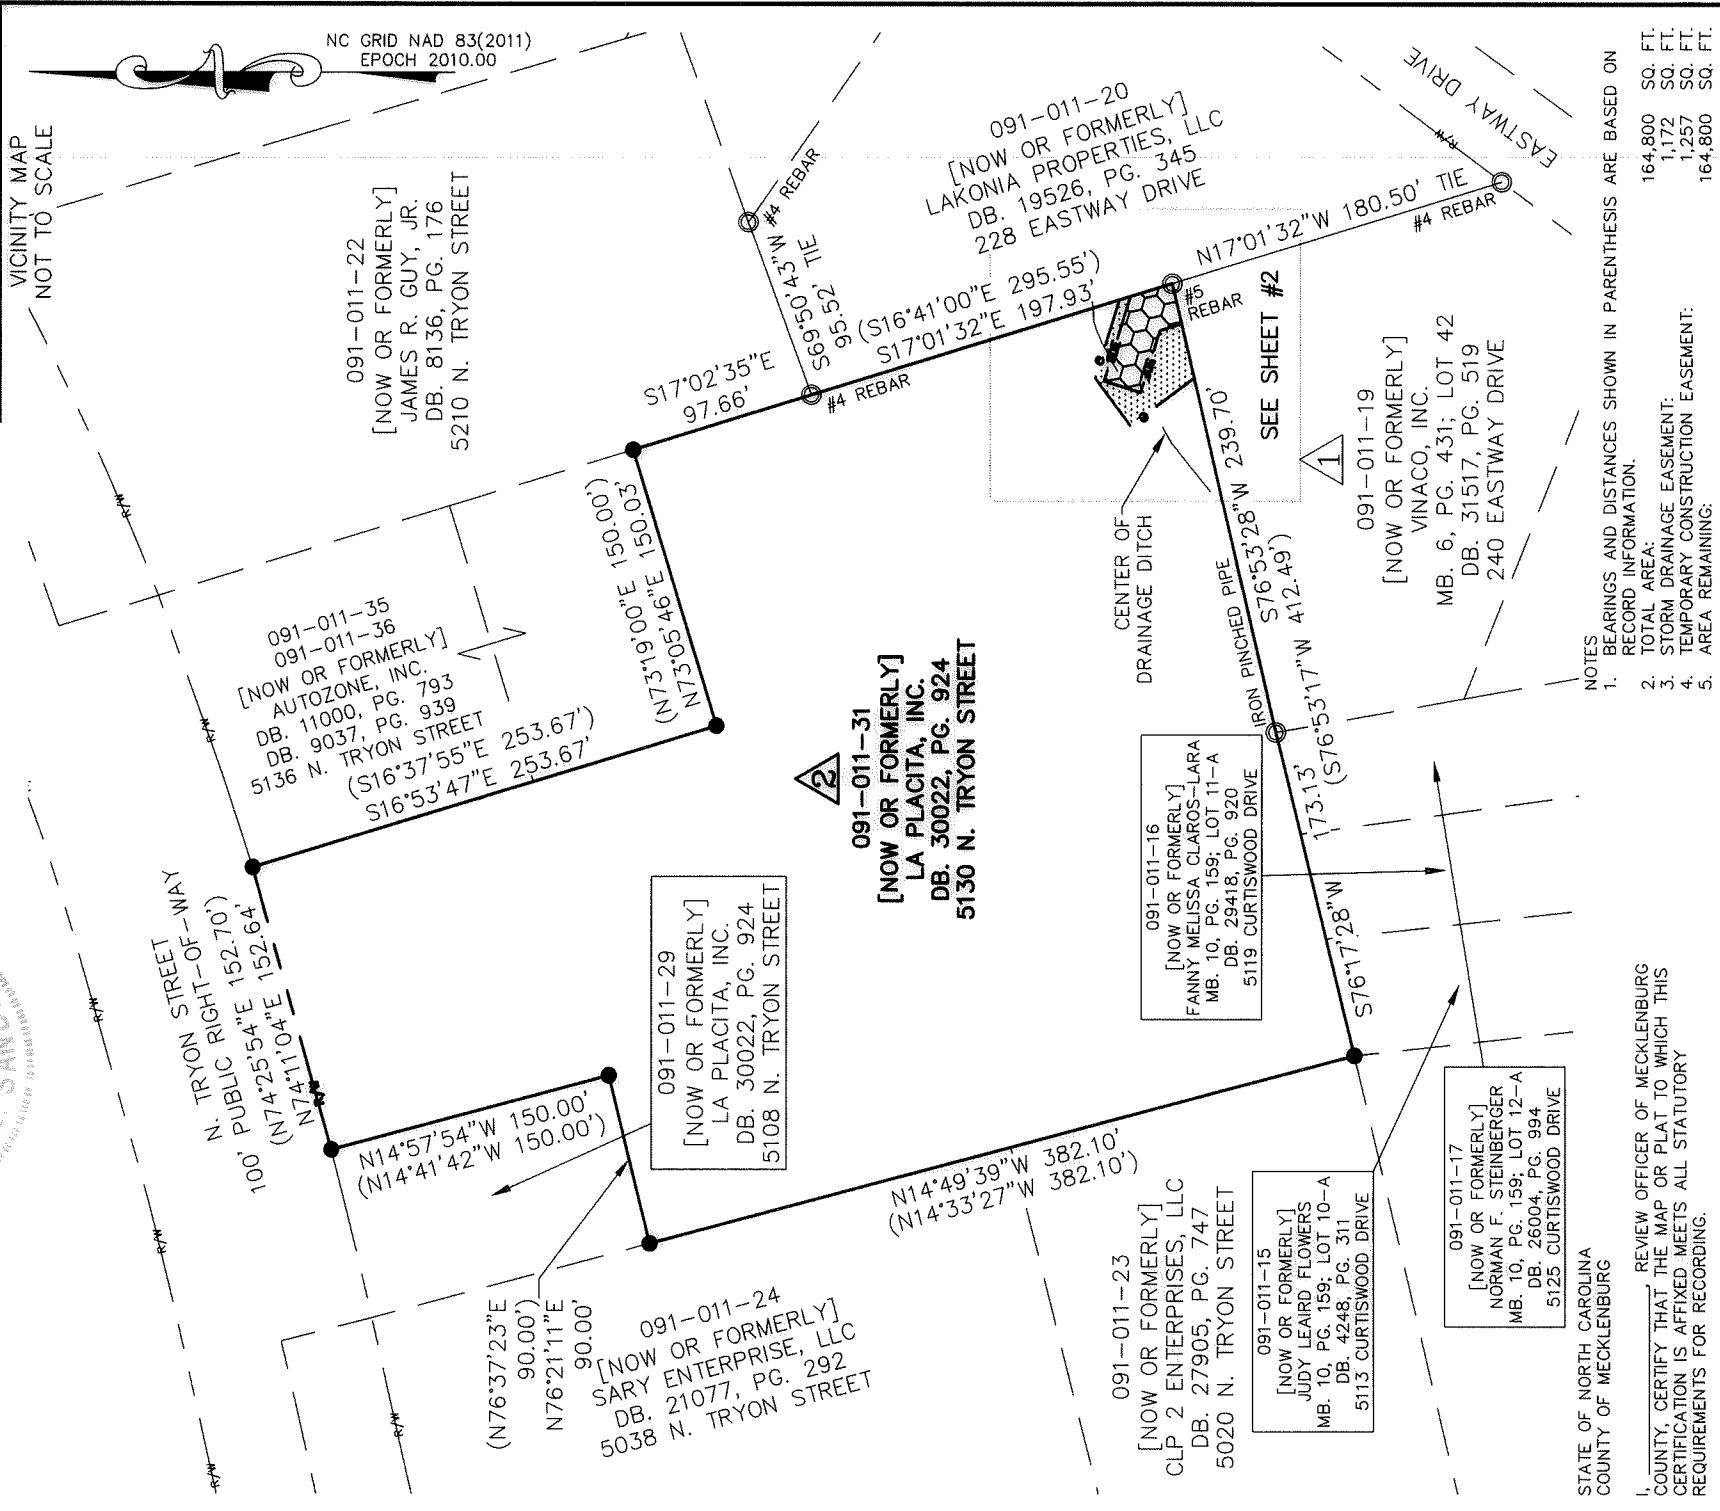 VICINITY MAP
NOT TO SCALE
NC GRID NAD 83(2011)
EPOCH 2010.00
091-011-22
[NOW OR FORMERLY]
JAMES R. GUY, JR.
DB. 8136, PG. 176
5210 N. TRYON STREET
091-011-20
[NOW OR FORMERLY]
LAKONIA PROPERTIES, LLC
DB. 19526, PG. 345
228 EASTWAY DRIVE
EASTWAY DRIVE
R/W
#4 REBAR
S69°50'43"W
95.52' TIE
N17°01'32"W 180.50' TIE
#4 REBAR
(S16°41'00"E 295.55')
S17°01'32"E 197.93'
#5
REBAR
#4 REBAR
S17°02'35"E
97.66'
SEE SHEET #2
1
091-011-19
[NOW OR FORMERLY]
VINACO, INC.
MB. 6, PG. 431; LOT 42
DB. 31517, PG. 519
240 EASTWAY DRIVE
CENTER OF
DRAINAGE DITCH
IRON PINCHED PIPE
S76°53'28"W 239.70'
(S76°53'17"W 412.49')
173.13'
S76°17'28"W
(N73°19'00"E 150.00')
N73°05'46"E 150.03'
R/W
R/W
091-011-35
091-011-36
[NOW OR FORMERLY]
AUTOZONE, INC.
DB. 11000, PG. 793
DB. 9037, PG. 939
5136 N. TRYON STREET
(S16°37'55"E 253.67')
S16°53'47"E 253.67'
2
091-011-31
[NOW OR FORMERLY]
LA PLACITA, INC.
DB. 30022, PG. 924
5130 N. TRYON STREET
N. TRYON STREET
100' PUBLIC RIGHT-OF-WAY
(N74°25'54"E 152.70')
N74°11'04"E 152.64'
R/W
R/W
R/W
R/W
R/W
091-011-29
[NOW OR FORMERLY]
LA PLACITA, INC.
DB. 30022, PG. 924
5108 N. TRYON STREET
N14°57'54"W 150.00'
(N14°41'42"W 150.00')
(N76°37'23"E
90.00')
N76°21'11"E
90.00'
091-011-24
[NOW OR FORMERLY]
SARY ENTERPRISE, LLC
DB. 21077, PG. 292
5038 N. TRYON STREET
N14°49'39"W 382.10'
(N14°33'27"W 382.10')
091-011-23
[NOW OR FORMERLY]
CLP 2 ENTERPRISES, LLC
DB. 27905, PG. 747
5020 N. TRYON STREET
091-011-16
[NOW OR FORMERLY]
FANNY MELISSA CLAROS-LARA
MB. 10, PG. 159; LOT 11-A
DB. 29418, PG. 920
5119 CURTISWOOD DRIVE
091-011-15
[NOW OR FORMERLY]
JUDY LEAIRD FLOWERS
MB. 10, PG. 159; LOT 10-A
DB. 4248, PG. 311
5113 CURTISWOOD DRIVE
091-011-17
[NOW OR FORMERLY]
NORMAN F. STEINBERGER
MB. 10, PG. 159; LOT 12-A
DB. 26004, PG. 994
5125 CURTISWOOD DRIVE
NOTES
1. BEARINGS AND DISTANCES SHOWN IN PARENTHESIS ARE BASED ON
RECORD INFORMATION.
2. TOTAL AREA: 164,800 SQ. FT.
3. STORM DRAINAGE EASEMENT: 1,172 SQ. FT.
4. TEMPORARY CONSTRUCTION EASEMENT: 1,257 SQ. FT.
5. AREA REMAINING: 164,800 SQ. FT.
STATE OF NORTH CAROLINA
COUNTY OF MECKLENBURG
I, ________, REVIEW OFFICER OF MECKLENBURG
COUNTY, CERTIFY THAT THE MAP OR PLAT TO WHICH THIS
CERTIFICATION IS AFFIXED MEETS ALL STATUTORY
REQUIREMENTS FOR RECORDING.